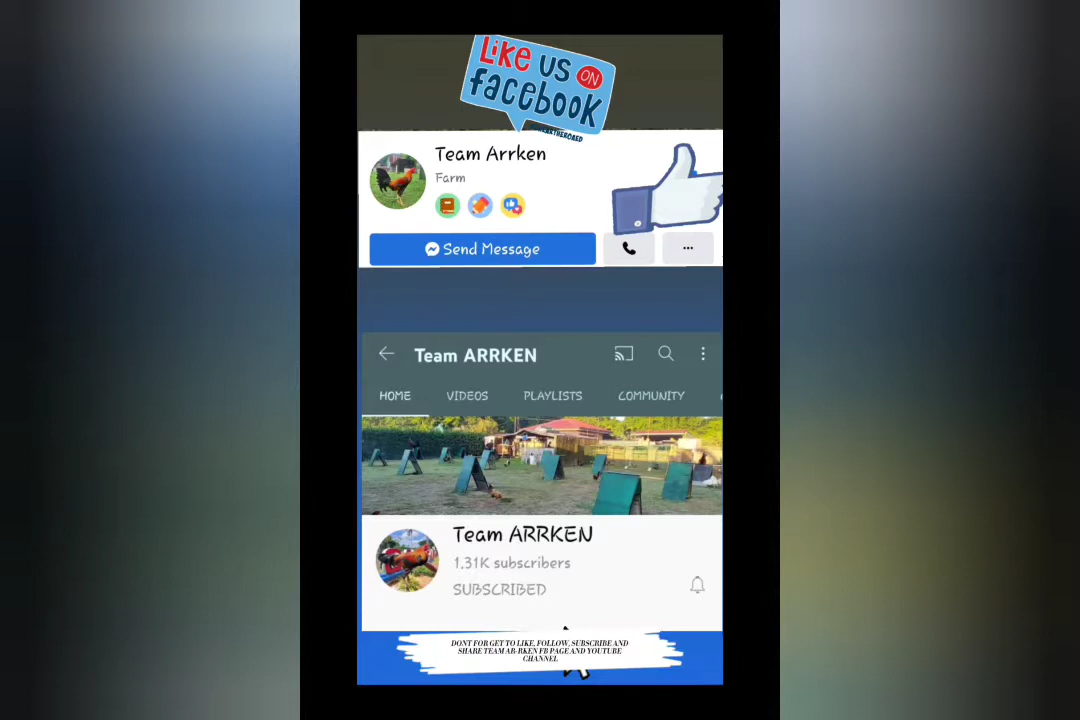 LiKE US ON
facebook
Team Arrken
Farm
Send Message
Team ARRKEN
HOME VIDEOS PLAYLISTS COMMUNITY
Team ARRKEN
1.31K subscribers
SUBSCRIBED
DONT FOR GET TO LIKE, FOLLOW, SUBSCRIBE AND
SHARE TEAM AR-RKEN FB PAGE AND YOUTUBE
CHANNEL